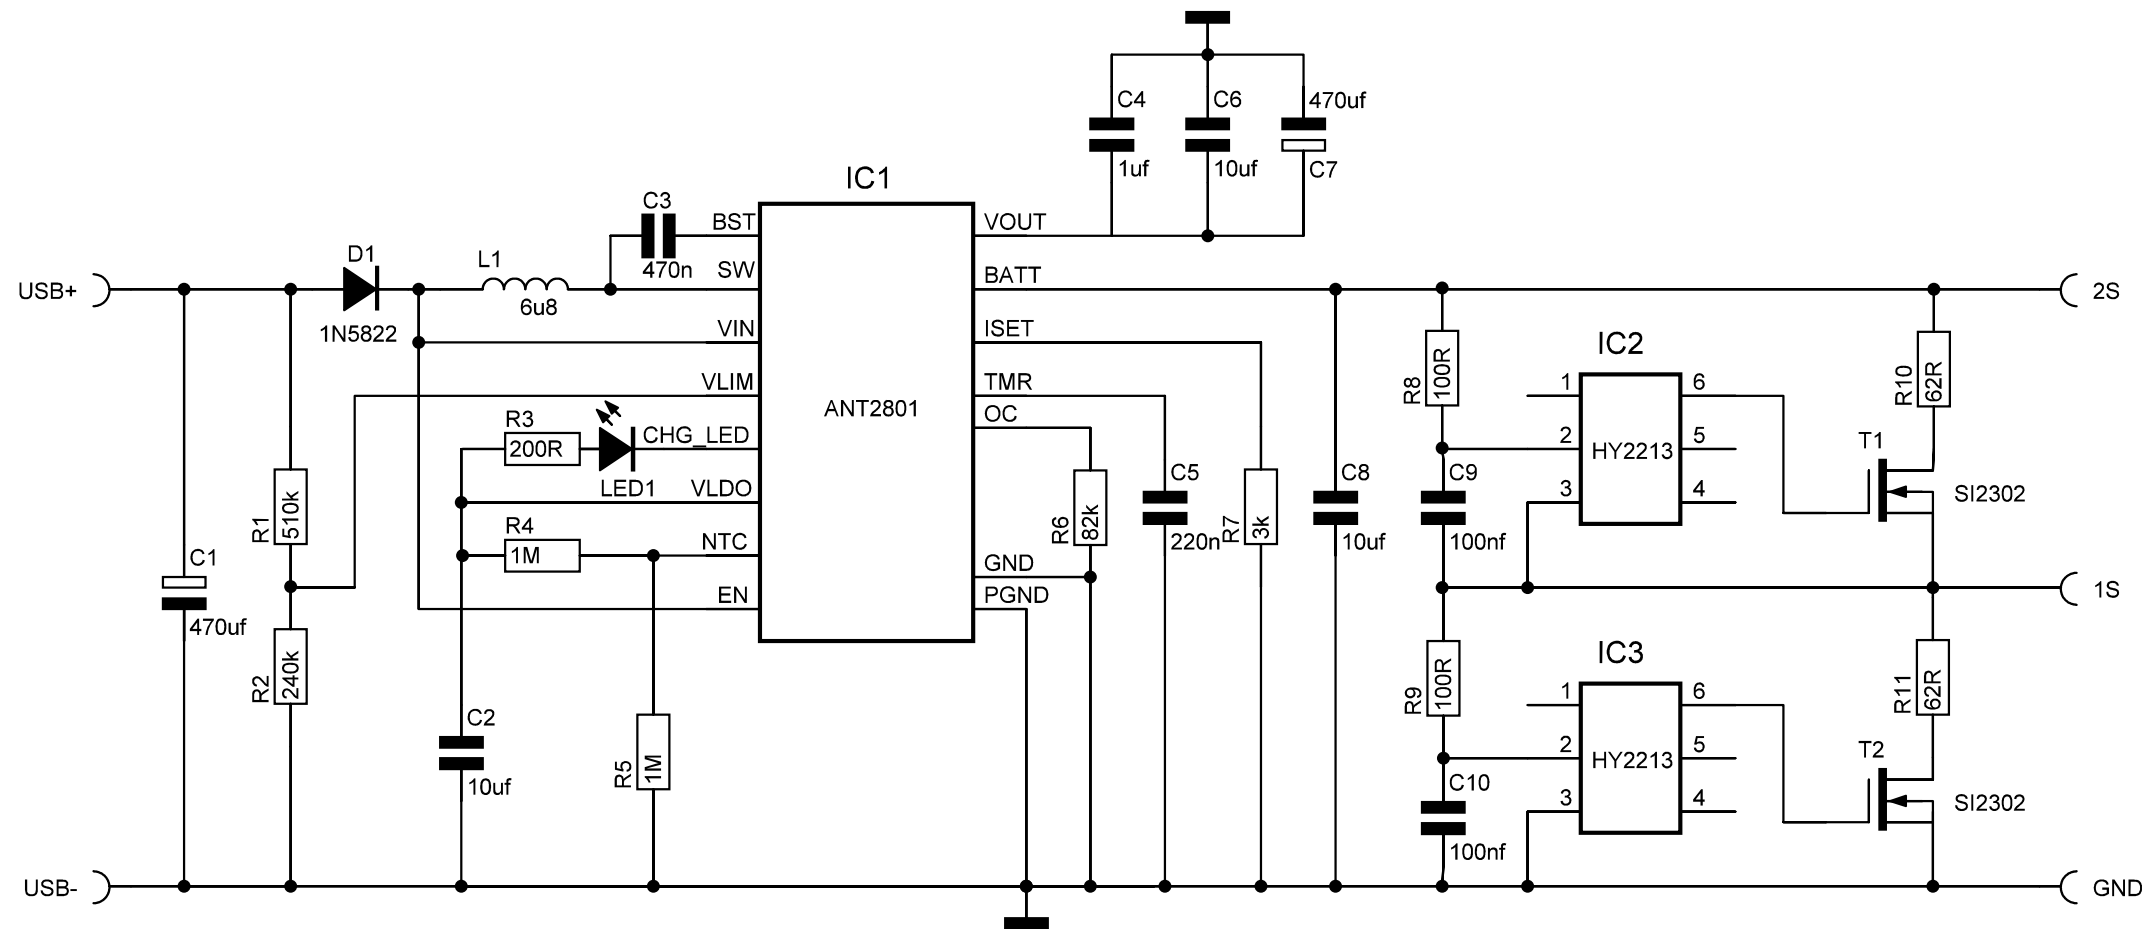 C4
C6
470uf
1uf
10uf
C7
IC1
C3
BST
VOUT
D1
L1
470n
SW
BATT
USB+
2S
6u8
1N5822
VIN
ISET
IC2
VLIM
TMR
R8
100R
1
6
R10
62R
ANT2801
OC
R3
200R
CHG_LED
2
HY2213
5
T1
LED1
VLDO
C5
C8
C9
3
4
SI2302
R1
510k
R4
1M
NTC
R6
82k
220n
R7
3k
10uf
100nf
C1
GND
EN
PGND
1S
470uf
R2
240k
IC3
R9
100R
1
6
R11
62R
C2
2
HY2213
5
T2
10uf
R5
1M
C10
3
4
SI2302
100nf
USB-
GND